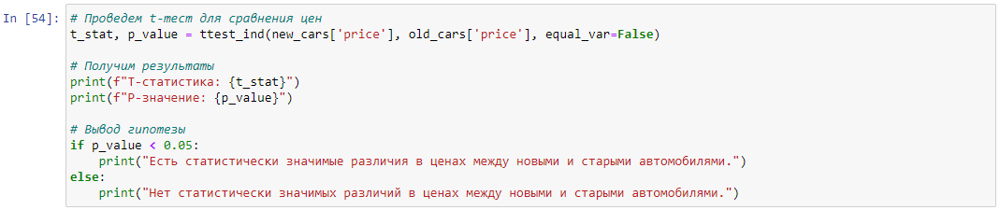 In [54]:
# Проведем t-тест для сравнения цен
t_stat, p_value = ttest_ind(new_cars['price'], old_cars['price'], equal_var=False)
# Получим результаты
print(f"T-статистика: {t_stat}")
print(f"P-значение: {p_value}")
# Вывод гипотезы
if p_value < 0.05:
print("Есть статистически значимые различия в ценах между новыми и старыми автомобилями.")
else:
print("Нет статистически значимых различий в ценах между новыми и старыми автомобилями.")